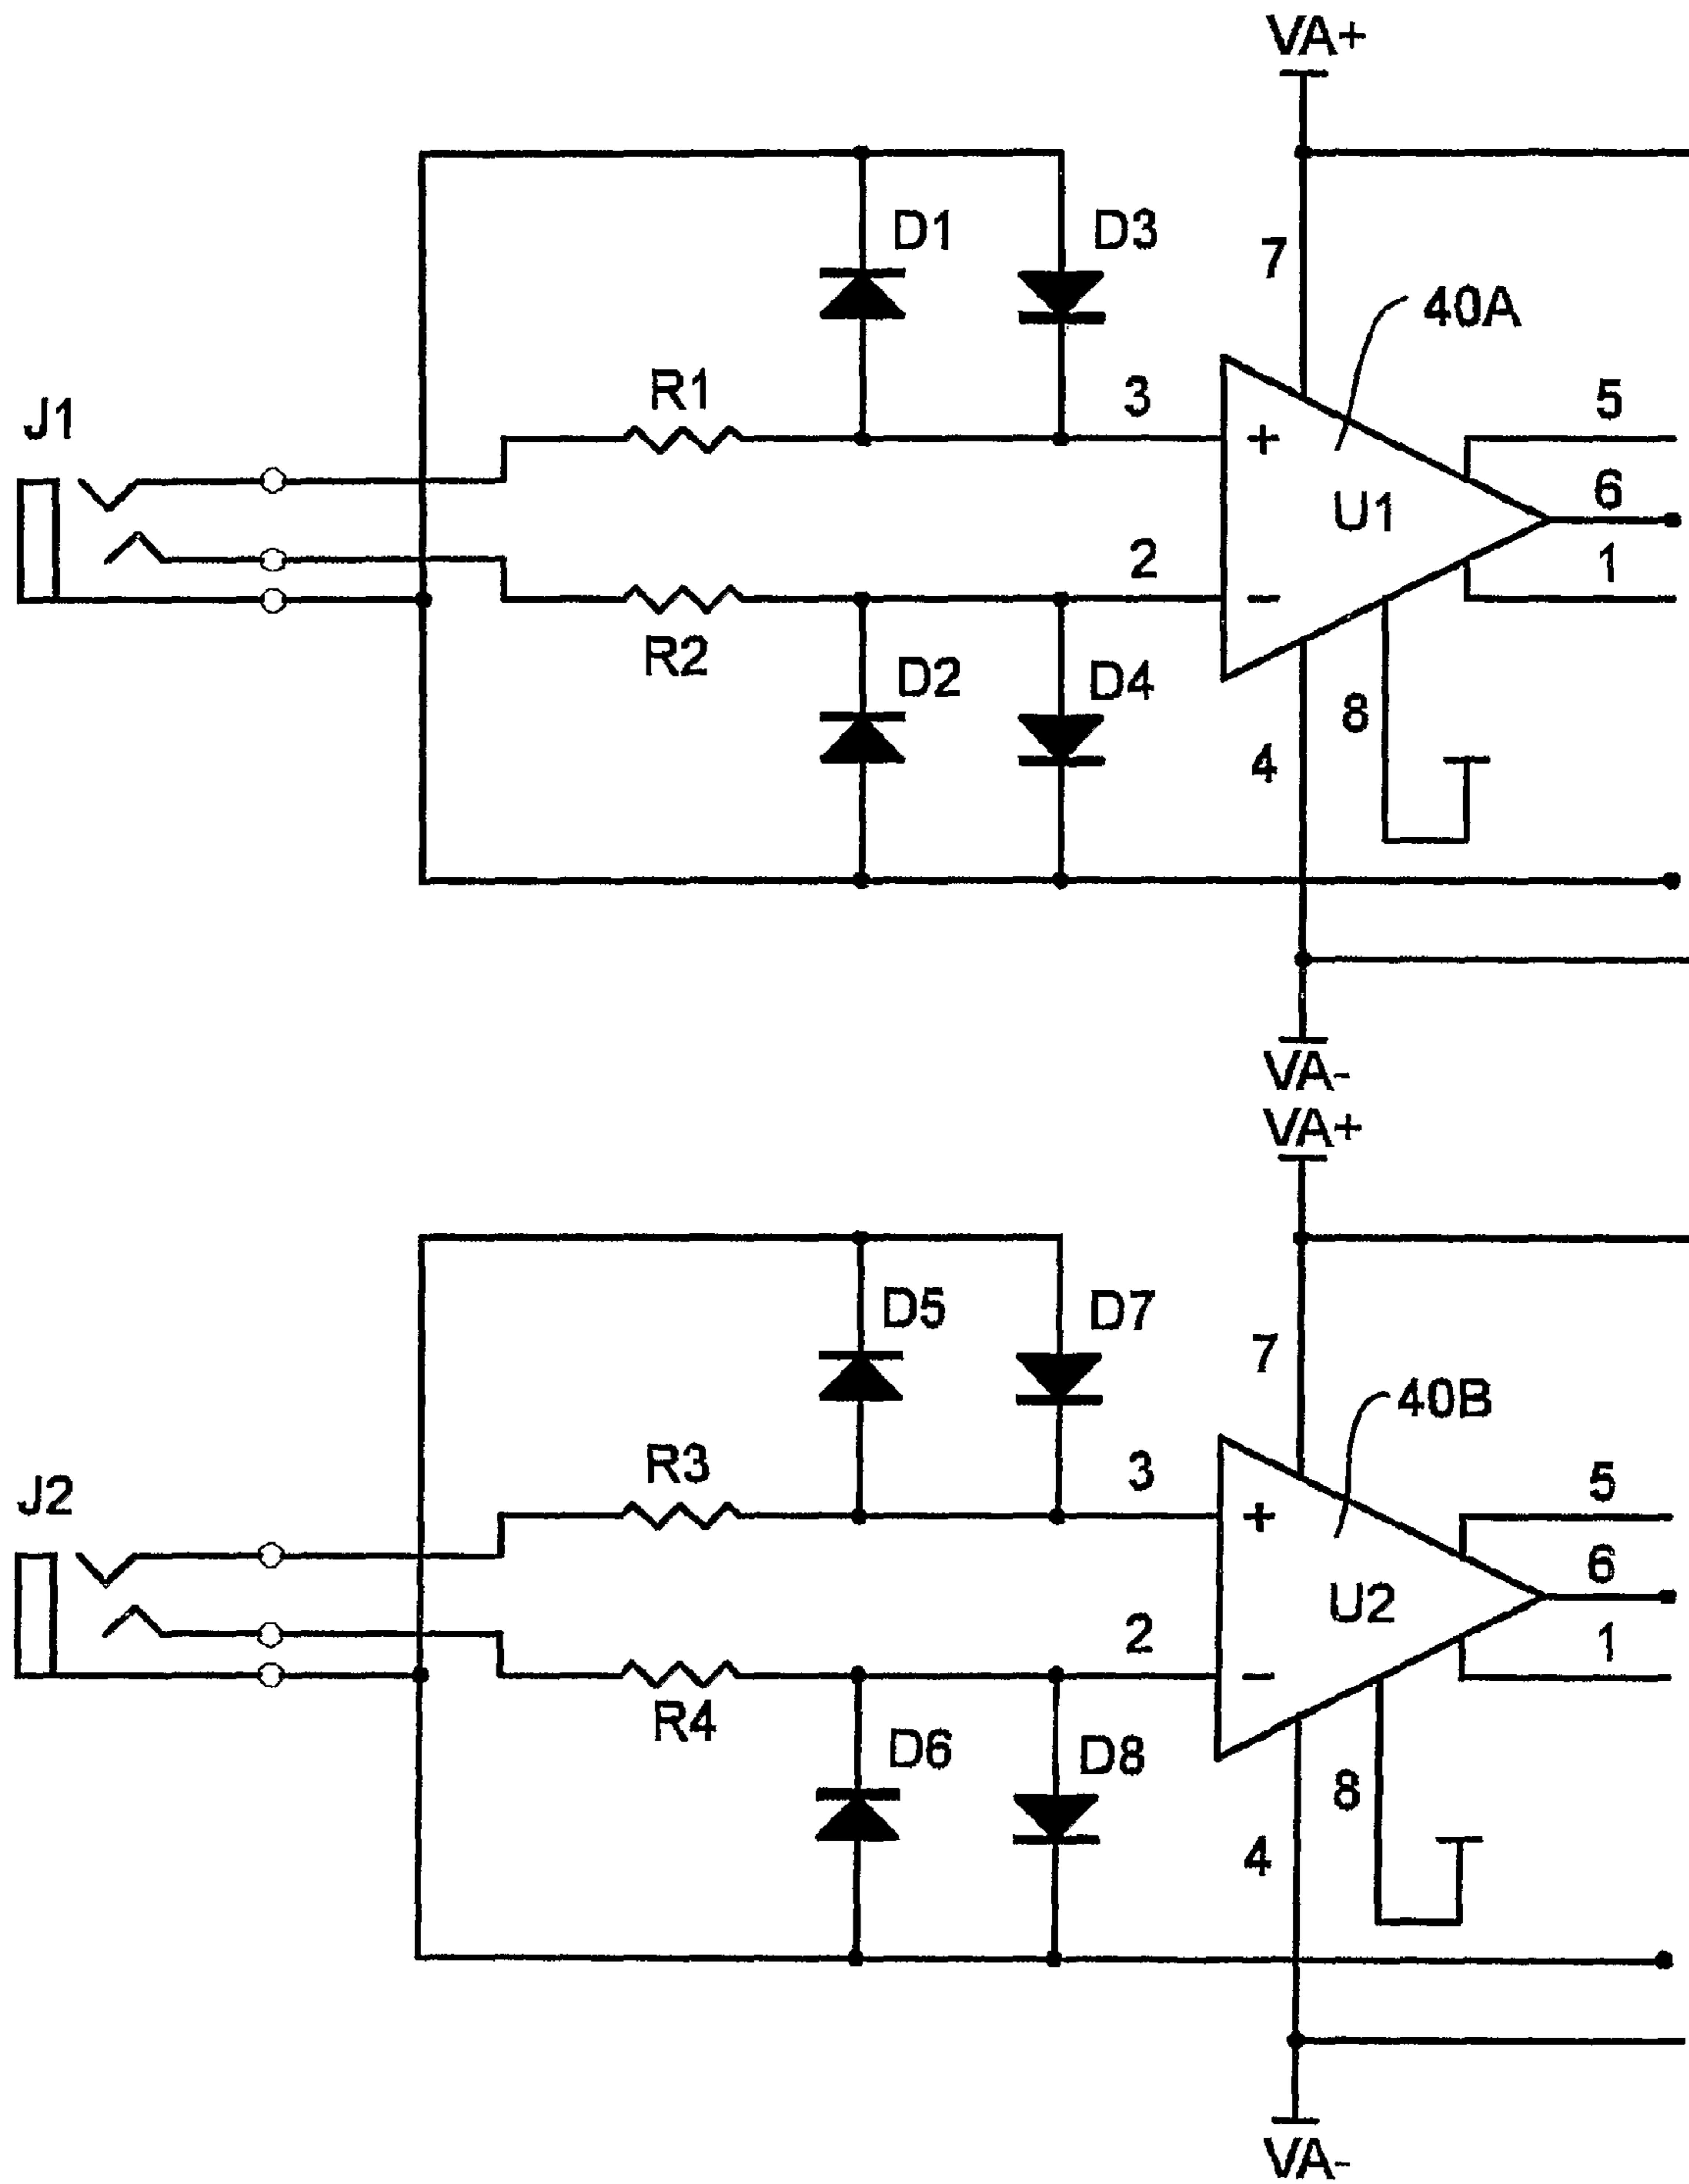 VA+
D1 D3
7
40A
R1 3 5
J1
+
U1 6
2 1
−
R2 D2 D4
8
4
VA-
VA+
D5 D7
7
40B
R3 3 5
J2
+
U2 6
2 1
−
R4 D6 D8
8
4
VA-